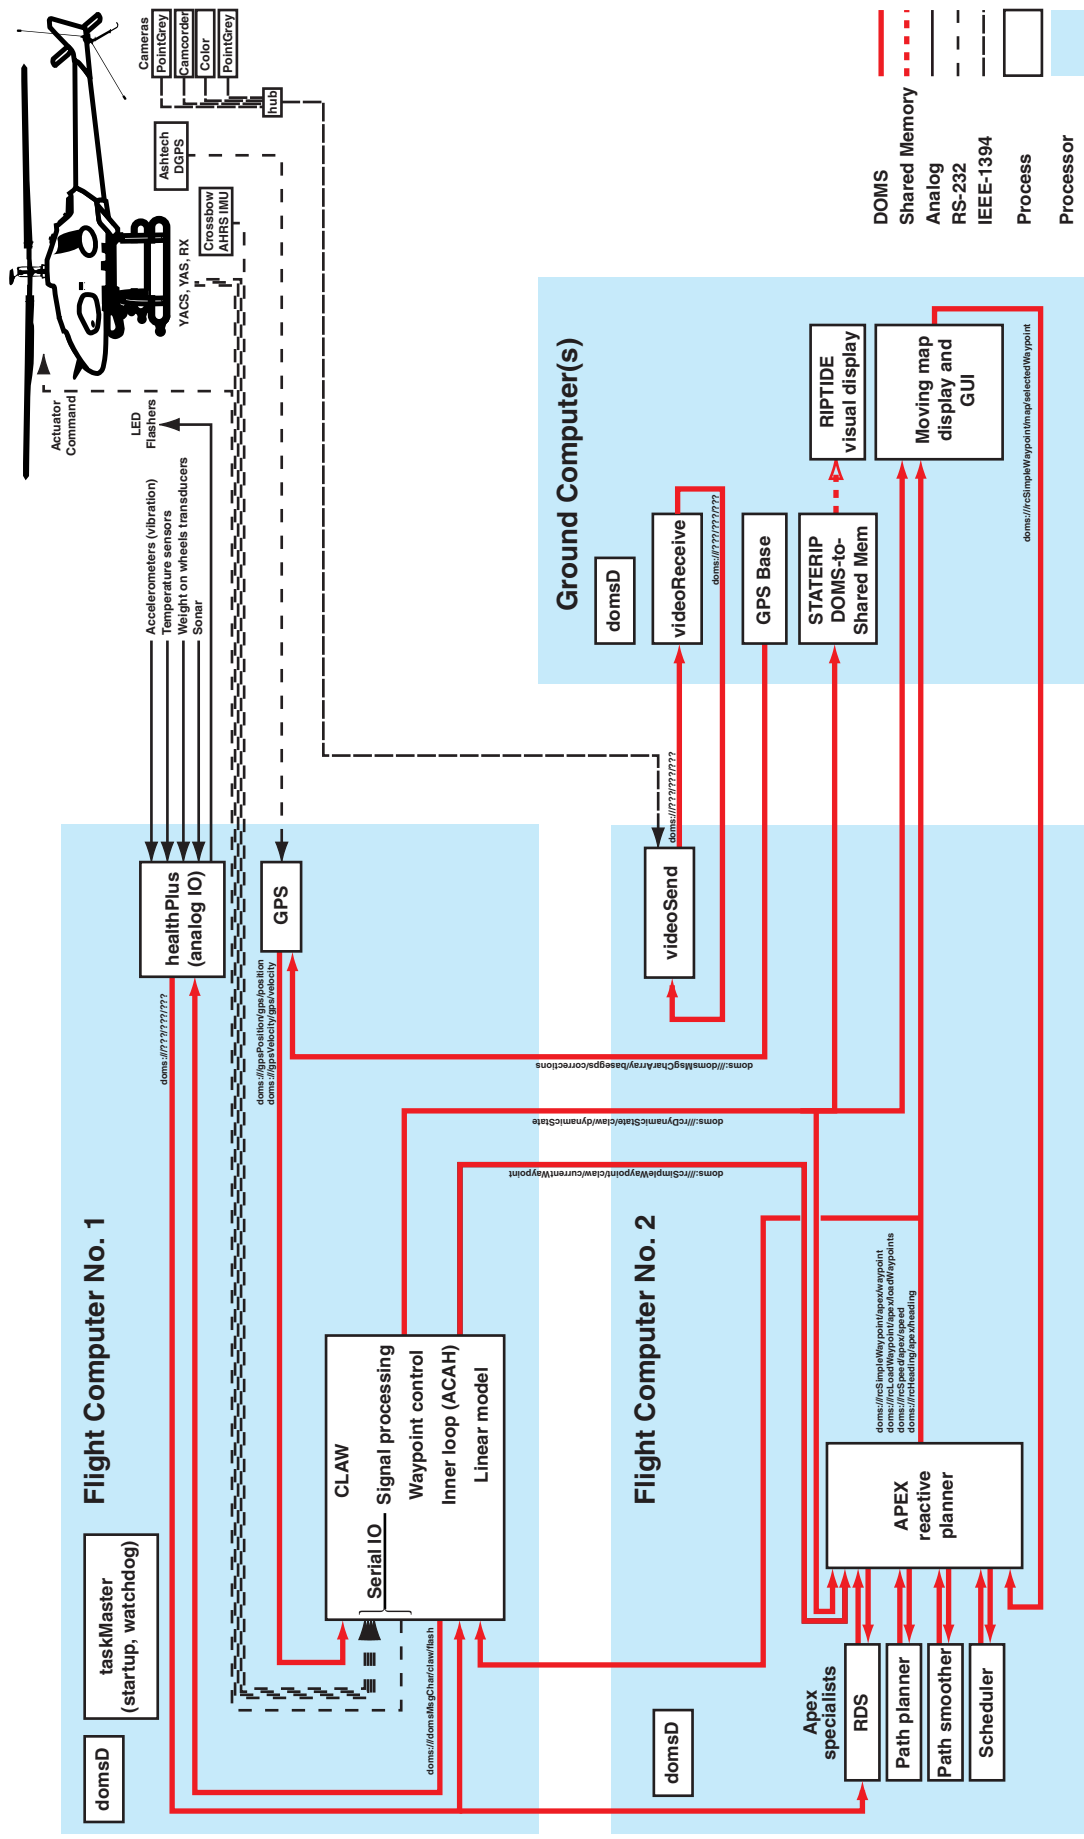 Cameras
PointGrey
Camcorder
Color
PointGrey
hub
Ashtech
DGPS
Crossbow
AHRS IMU
YACS, YAS, RX
Actuator
Command
LED
Flashers
Accelerometers (vibration)
Temperature sensors
Weight on wheels transducers
Sonar
Flight Computer No. 1
domsD
taskMaster
(startup, watchdog)
healthPlus
(analog IO)
doms://???/???/???
GPS
doms://gpsPosition/gps/position
doms://gpsVelocity/gps/velocity
CLAW
Serial IO
Signal processing
Waypoint control
Inner loop (ACAH)
Linear model
doms://domsMsgChar/claw/flash
doms:///domsMsgCharArray/basegps/corrections
doms:///rcDynamicState/claw/dynamicState
doms:///rcSimpleWaypoint/claw/currentWaypoint
Flight Computer No. 2
domsD
videoSend
doms:///???/???/???
Apex
specialists
RDS
Path planner
Path smoother
Scheduler
APEX
reactive
planner
doms://rcSimpleWaypoint/apex/waypoint
doms://rcLoadWaypoint/apex/loadWaypoints
doms://rcSpeed/apex/speed
doms://rcHeading/apex/heading
Ground Computer(s)
domsD
videoReceive
doms:///???/???/???
GPS Base
STATERIP
DOMS-to-
Shared Mem
RIPTIDE
visual display
Moving map
display and
GUI
doms://rcSimpleWaypoint/map/selectedWaypoint
DOMS
Shared Memory
Analog
RS-232
IEEE-1394
Process
Processor